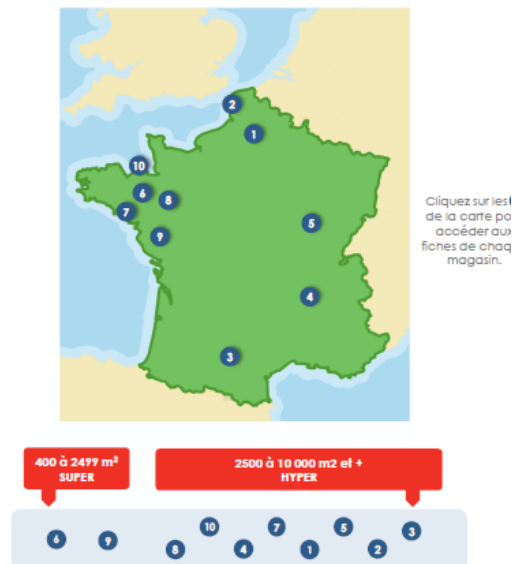 2
1
10
6
8
7
9
5
4
3
Cliquez sur les
de la carte po
accéder aux
fiches de chaq
magasin.
400 à 2499 m²
SUPER
2500 à 10 000 m2 et +
HYPER
6 9 8 10 4 7 1 5 2 3